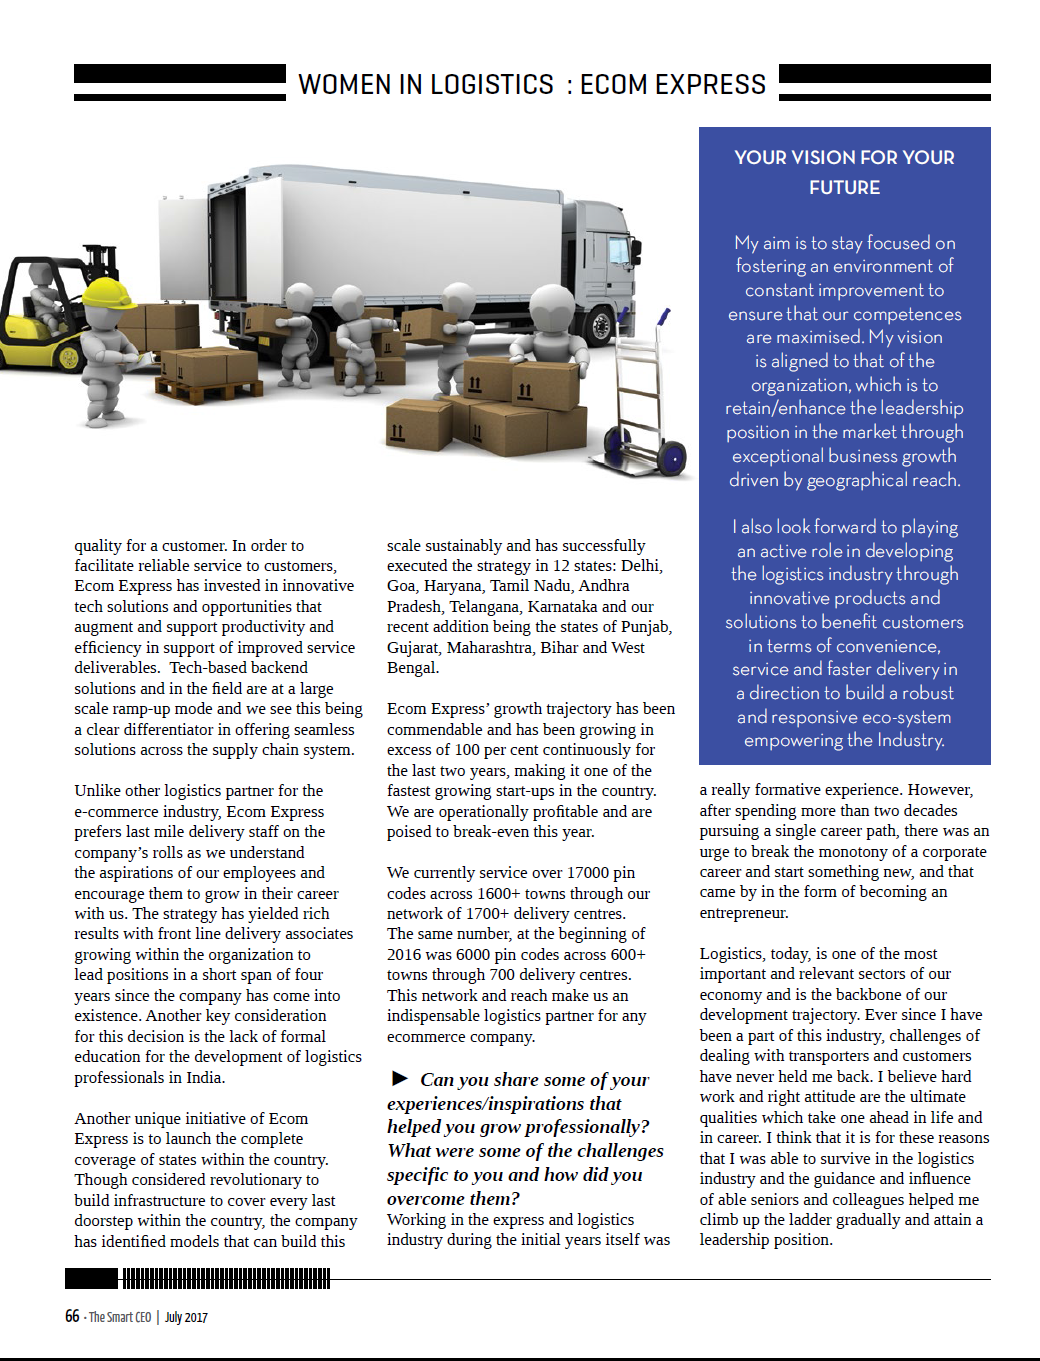 WOMEN IN LOGISTICS : ECOM EXPRESS
YOUR VISION FOR YOUR
FUTURE
My aim is to stay focused on
fostering an environment of
constant improvement to
ensure that our competences
are maximised. My vision
is aligned to that of the
organization, which is to
retain/enhance the leadership
position in the market through
exceptional business growth
driven by geographical reach.
I also look forward to playing
an active role in developing
the logistics industry through
innovative products and
solutions to benefit customers
in terms of convenience,
service and faster delivery in
a direction to build a robust
and responsive eco-system
empowering the Industry.
quality for a customer. In order to
facilitate reliable service to customers,
Ecom Express has invested in innovative
tech solutions and opportunities that
augment and support productivity and
efficiency in support of improved service
deliverables.  Tech-based backend
solutions and in the field are at a large
scale ramp-up mode and we see this being
a clear differentiator in offering seamless
solutions across the supply chain system.
Unlike other logistics partner for the
e-commerce industry, Ecom Express
prefers last mile delivery staff on the
company’s rolls as we understand
the aspirations of our employees and
encourage them to grow in their career
with us. The strategy has yielded rich
results with front line delivery associates
growing within the organization to
lead positions in a short span of four
years since the company has come into
existence. Another key consideration
for this decision is the lack of formal
education for the development of logistics
professionals in India.
Another unique initiative of Ecom
Express is to launch the complete
coverage of states within the country.
Though considered revolutionary to
build infrastructure to cover every last
doorstep within the country, the company
has identified models that can build this
scale sustainably and has successfully
executed the strategy in 12 states: Delhi,
Goa, Haryana, Tamil Nadu, Andhra
Pradesh, Telangana, Karnataka and our
recent addition being the states of Punjab,
Gujarat, Maharashtra, Bihar and West
Bengal.
Ecom Express’ growth trajectory has been
commendable and has been growing in
excess of 100 per cent continuously for
the last two years, making it one of the
fastest growing start-ups in the country.
We are operationally profitable and are
poised to break-even this year.
We currently service over 17000 pin
codes across 1600+ towns through our
network of 1700+ delivery centres.
The same number, at the beginning of
2016 was 6000 pin codes across 600+
towns through 700 delivery centres.
This network and reach make us an
indispensable logistics partner for any
ecommerce company.
► Can you share some of your
experiences/inspirations that
helped you grow professionally?
What were some of the challenges
specific to you and how did you
overcome them?
Working in the express and logistics
industry during the initial years itself was
a really formative experience. However,
after spending more than two decades
pursuing a single career path, there was an
urge to break the monotony of a corporate
career and start something new, and that
came by in the form of becoming an
entrepreneur.
Logistics, today, is one of the most
important and relevant sectors of our
economy and is the backbone of our
development trajectory. Ever since I have
been a part of this industry, challenges of
dealing with transporters and customers
have never held me back. I believe hard
work and right attitude are the ultimate
qualities which take one ahead in life and
in career. I think that it is for these reasons
that I was able to survive in the logistics
industry and the guidance and influence
of able seniors and colleagues helped me
climb up the ladder gradually and attain a
leadership position.
66 · The Smart CEO | July 2017